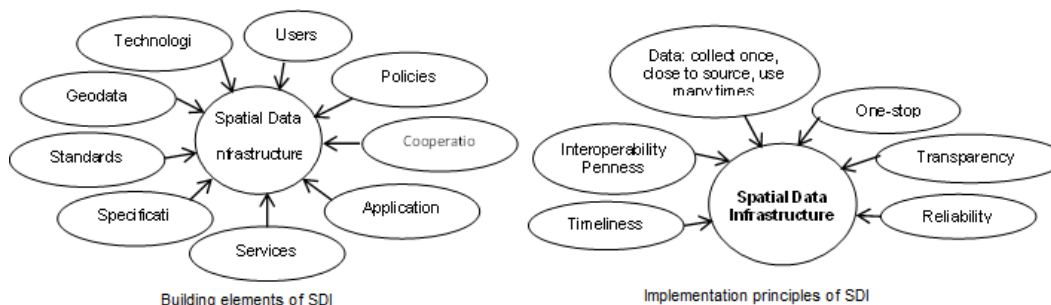 Technologi
Users
Policies
Geodata
Spatial Data
nfrastructure
Cooperatio
Standards
Specificati
Application
Services
Building elements of SDI
Data: collect once,
close to source, use
many times
One-stop
Interoperability
Penness
Transparency
Spatial Data
Infrastructure
Timeliness
Reliability
Implementation principles of SDI